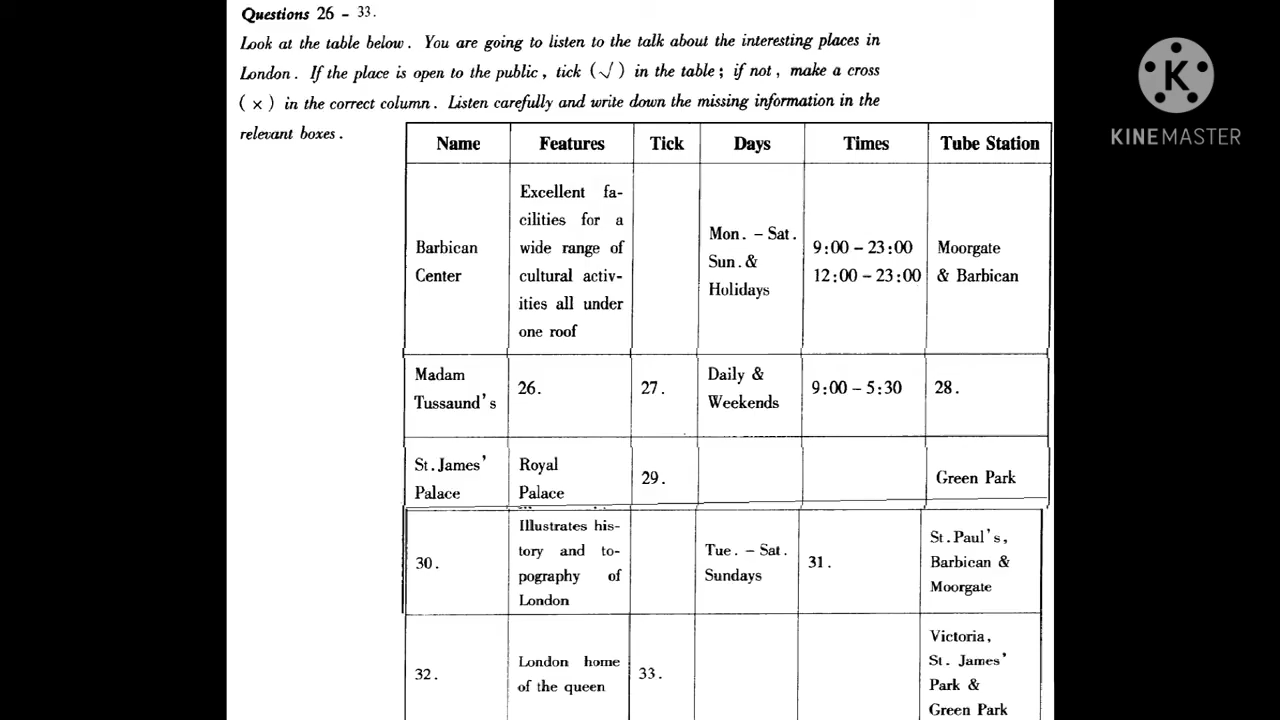 Questions 26 - 33.
Look at the table below. You are going to listen to the talk about the interesting places in
London. If the place is open to the public, tick (√) in the table; if not, make a cross
(×) in the correct column. Listen carefully and write down the missing information in the
relevant boxes.
KINEMASTER
Name Features Tick Days Times Tube Station
Barbican
Center
Excellent fa-
cilities for a
wide range of
cultural activ-
ities all under
one roof
Mon. - Sat.
Sun. &
Holidays
9:00 - 23:00
12:00 - 23:00
Moorgate
& Barbican
Madam
Tussaund's
26.
27.
Daily &
Weekends
9:00 - 5:30
28.
St. James'
Palace
Royal
Palace
29.
Green Park
30.
Illustrates his-
tory and to-
pography of
London
Tue. - Sat.
Sundays
31.
St. Paul's,
Barbican &
Moorgate
32.
London home
of the queen
33.
Victoria,
St. James'
Park &
Green Park